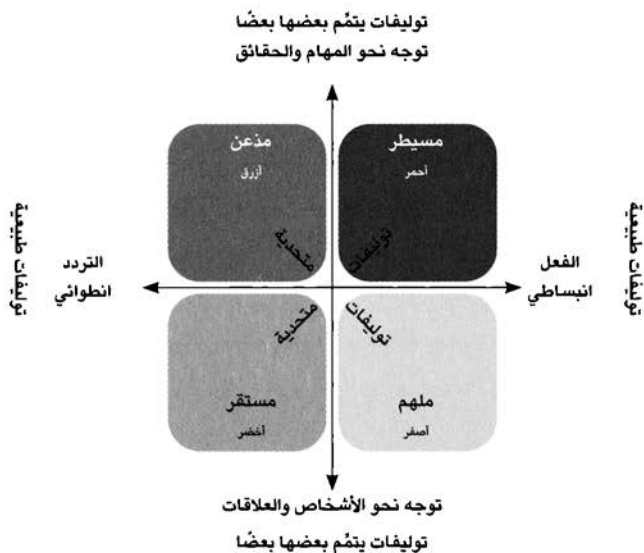 توليفات يتمِّم بعضها بعضًا
توجه نحو المهام والحقائق
مسيطر
أحمر
مذعن
أزرق
توليفات
متحدية
توليفات طبيعية
الفعل
انبساطي
التردد
انطوائي
توليفات طبيعية
توليفات
متحدية
ملهم
أصفر
مستقر
أخضر
توجه نحو الأشخاص والعلاقات
توليفات يتمِّم بعضها بعضًا